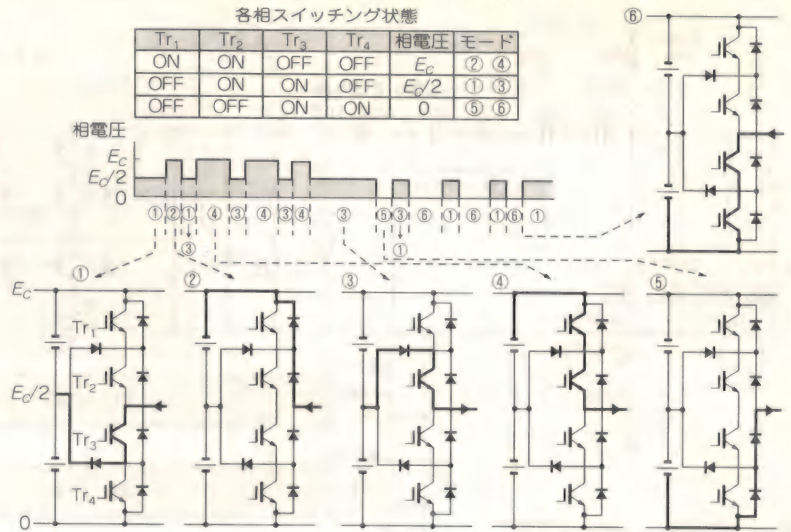 各相スイッチング状態
Tr1 Tr2 Tr3 Tr4 相電圧 モード
ON ON OFF OFF EC ② ④
OFF ON ON OFF EC/2 ① ③
OFF OFF ON ON 0 ⑤ ⑥
⑥
相電圧
EC
EC/2
0
① ② ① ④ ③ ④ ③ ④ ③ ⑤ ③ ⑥ ① ⑥ ① ⑥ ①
③ ①
① ② ③ ④ ⑤
EC
Tr1
EC/2
Tr2
Tr3
Tr4
0